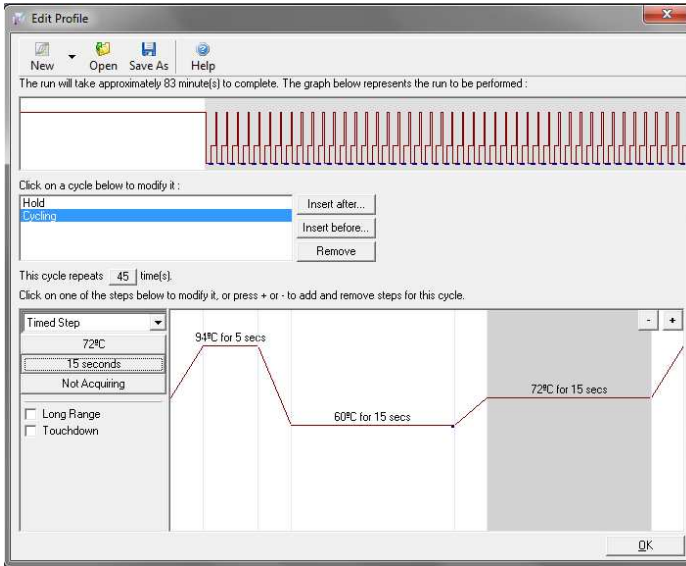 Edit Profile
New
Open
Save As
Help
The run will take approximately 83 minute(s) to complete. The graph below represents the run to be performed :
Click on a cycle below to modify it :
Hold
Cycling
Insert after...
Insert before...
Remove
This cycle repeats 45 time(s).
Click on one of the steps below to modify it, or press + or - to add and remove steps for this cycle.
Timed Step
- +
72ºC
15 seconds
Not Acquiring
Long Range
Touchdown
94ºC for 5 secs
60ºC for 15 secs
72ºC for 15 secs
OK